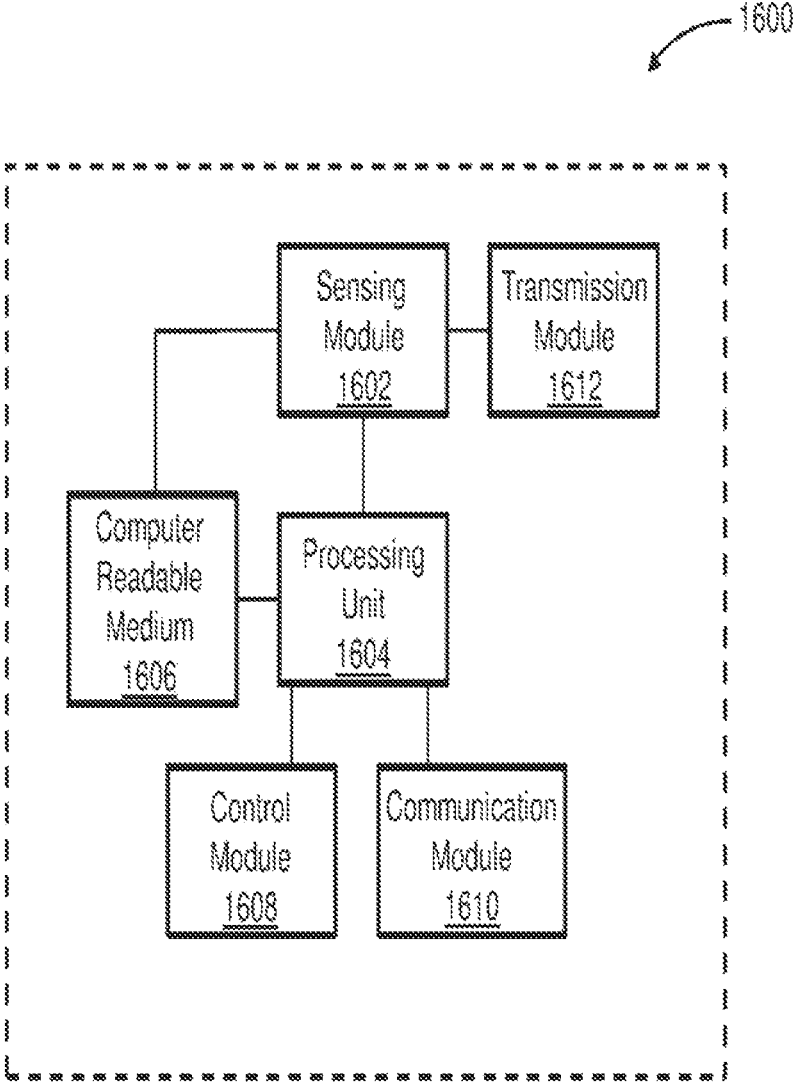 1600
Sensing
Module
1602
Transmission
Module
1612
Computer
Readable
Medium
1606
Processing
Unit
1604
Control
Module
1608
Communication
Module
1610